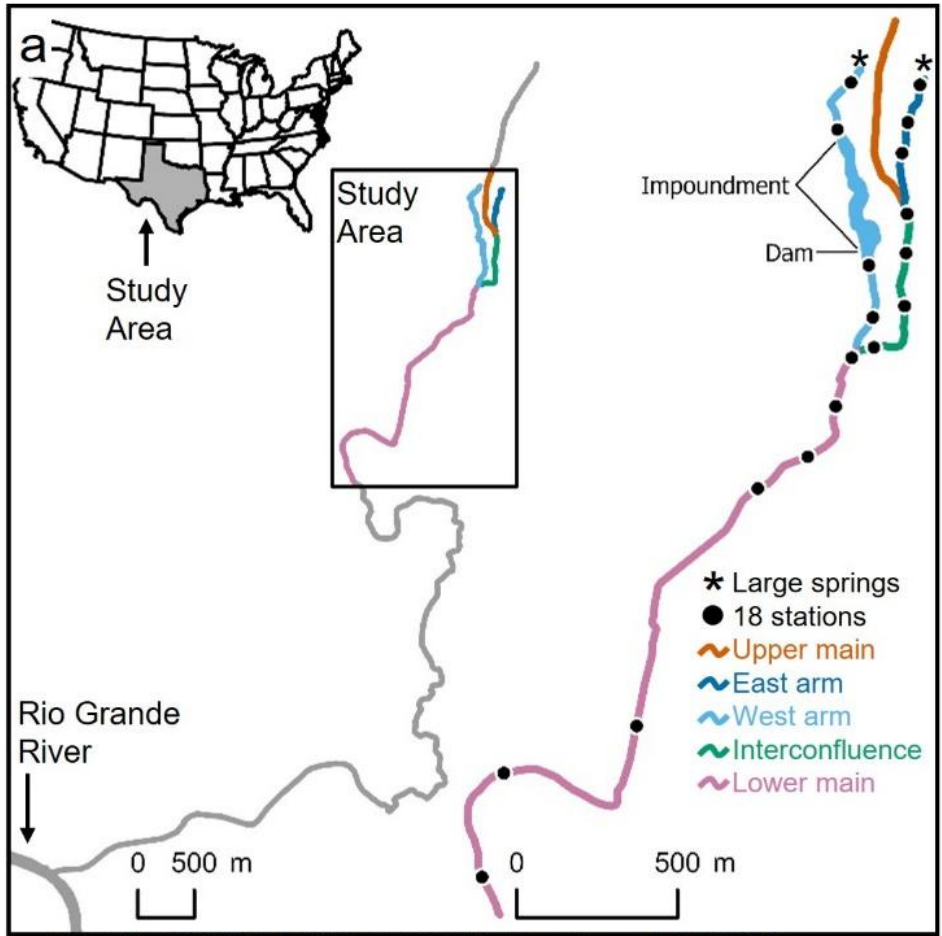 a
Study
Area
Study
Area
Impoundment
Dam
* Large springs
18 stations
Upper main
East arm
West arm
Interconfluence
Lower main
Rio Grande
River
0 500 m
0 500 m